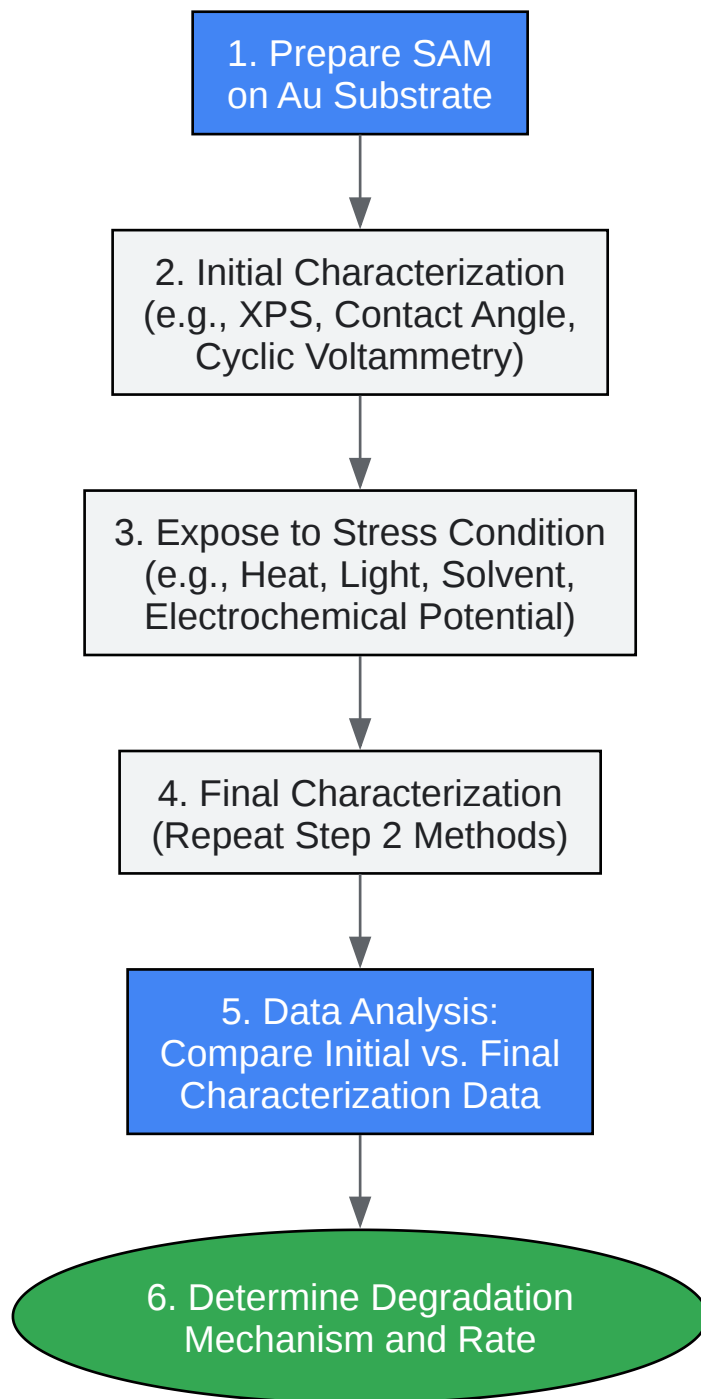 1. Prepare SAM
on Au Substrate
2. Initial Characterization
(e.g., XPS, Contact Angle,
Cyclic Voltammetry)
3. Expose to Stress Condition
(e.g., Heat, Light, Solvent,
Electrochemical Potential)
4. Final Characterization
(Repeat Step 2 Methods)
5. Data Analysis:
Compare Initial vs. Final
Characterization Data
6. Determine Degradation
Mechanism and Rate